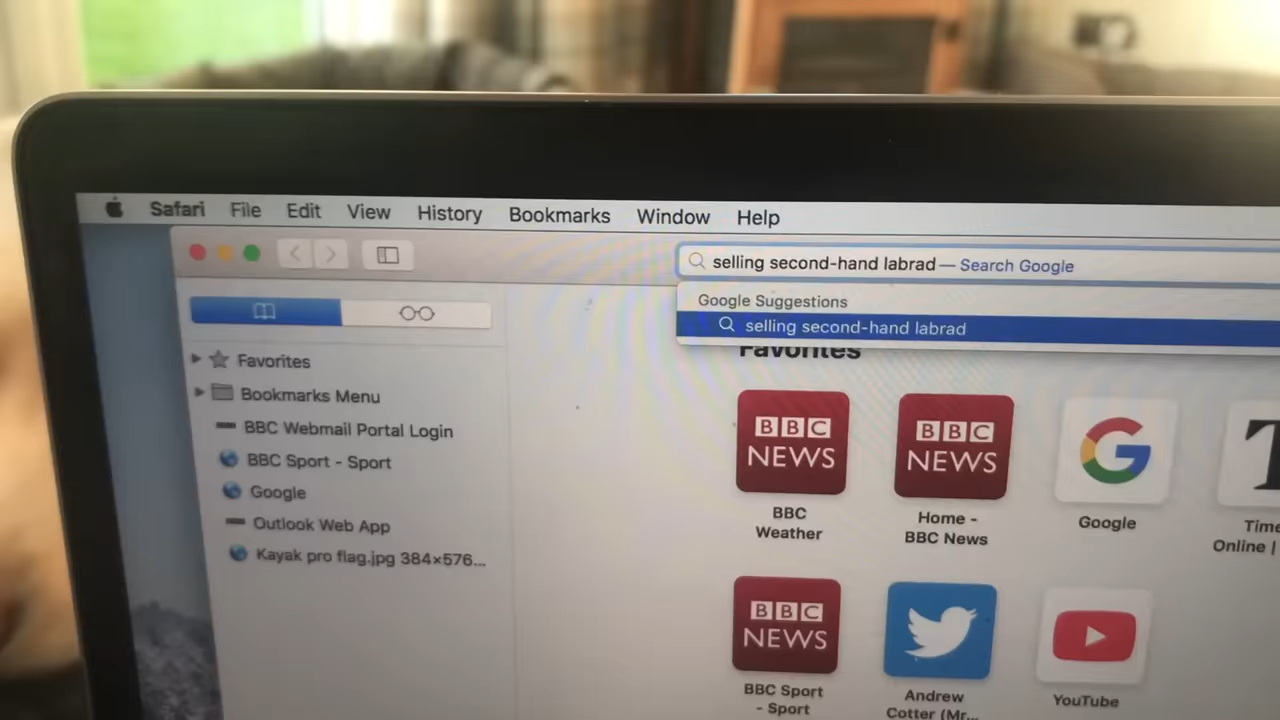 Safari File Edit View History Bookmarks Window Help
selling second-hand labrad — Search Google
Google Suggestions
selling second-hand labrad
Favorites
Favorites
Bookmarks Menu
BBC Webmail Portal Login
BBC Sport - Sport
Google
Outlook Web App
Kayak pro flag.jpg 384×576...
BBC
NEWS
BBC
Weather
BBC
NEWS
Home -
BBC News
G
Google
T
Time
Online |
BBC
NEWS
BBC Sport
- Sport
Andrew
Cotter (Mr...
YouTube